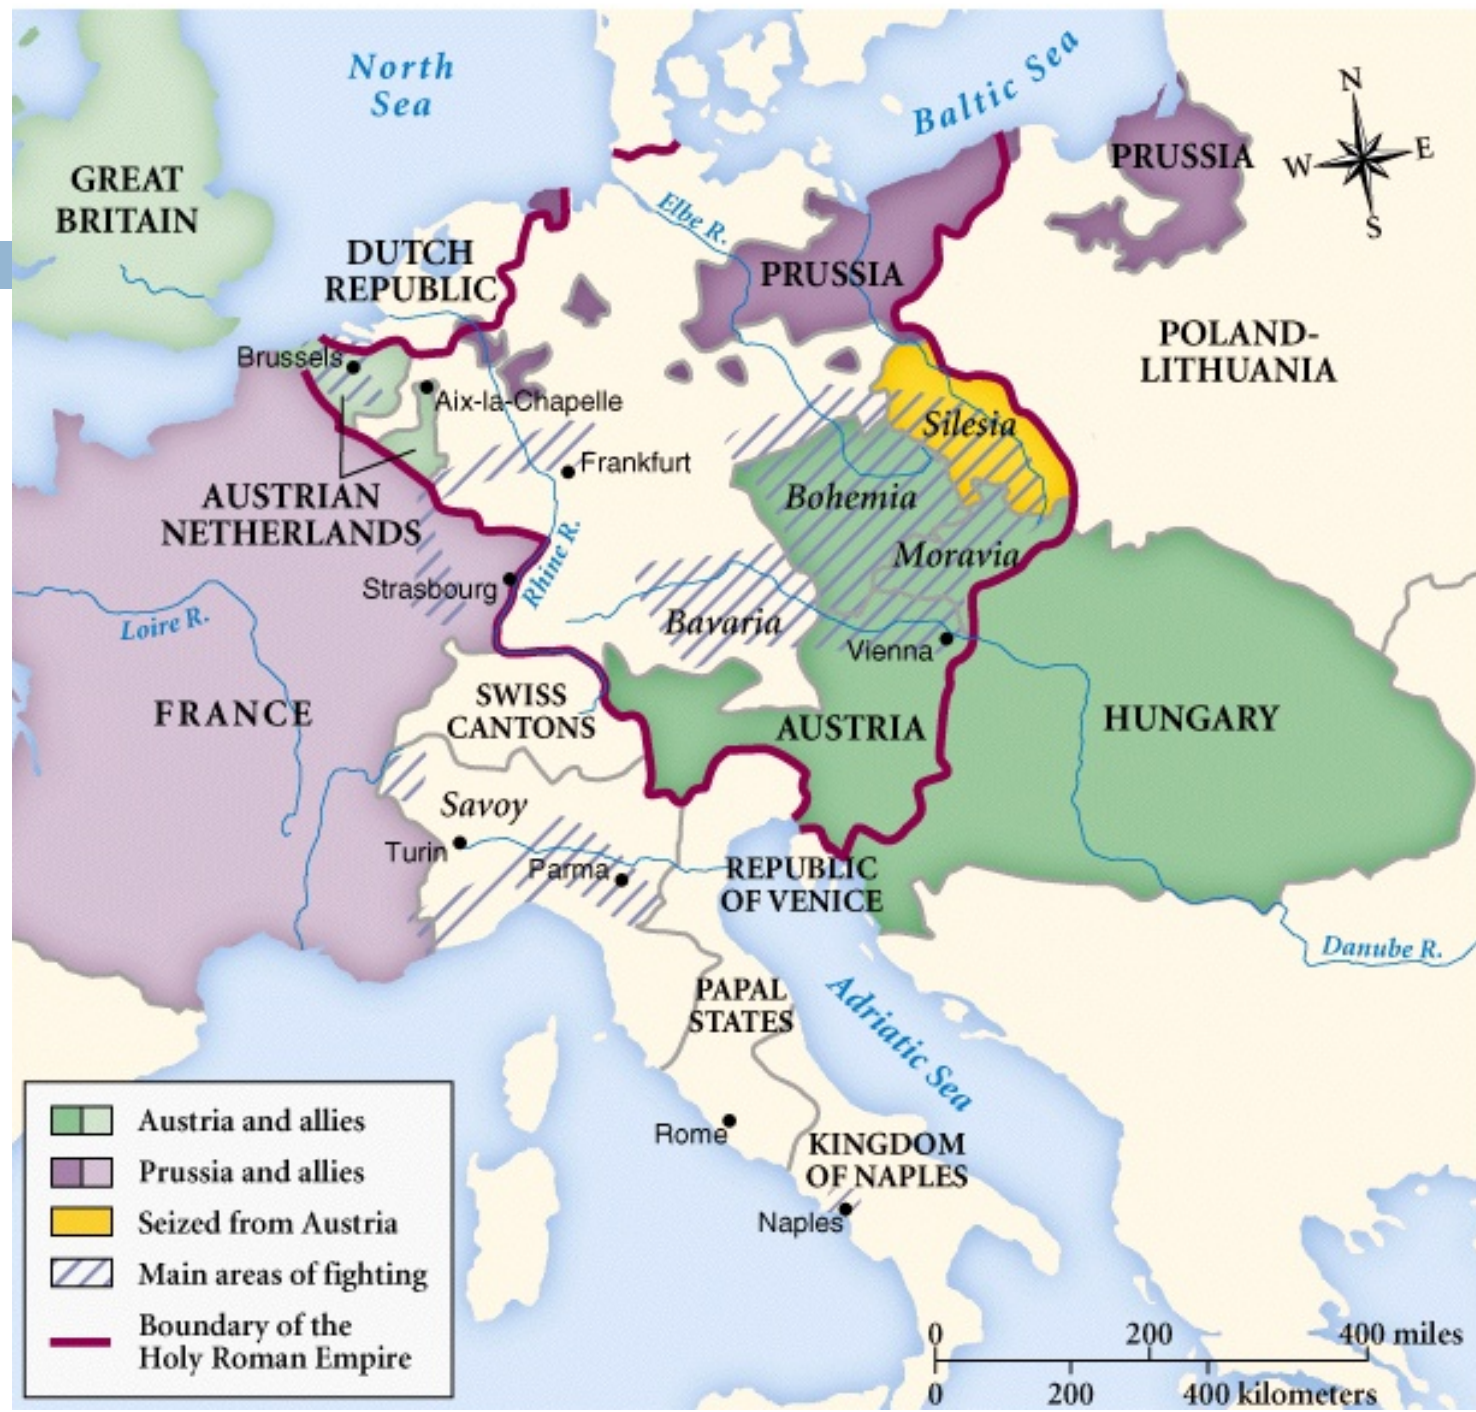 North
Sea
Baltic Sea
N
W
E
S
GREAT
BRITAIN
PRUSSIA
Elbe R.
DUTCH
REPUBLIC
PRUSSIA
POLAND-
LITHUANIA
Brussels
Aix-la-Chapelle
Silesia
Frankfurt
AUSTRIAN
NETHERLANDS
Bohemia
Moravia
Rhine R.
Strasbourg
Loire R.
Bavaria
Vienna
SWISS
CANTONS
FRANCE
AUSTRIA
HUNGARY
Savoy
Turin
Parma
REPUBLIC
OF VENICE
Danube R.
PAPAL
STATES
Adriatic Sea
Rome
KINGDOM
OF NAPLES
Naples
Austria and allies
Prussia and allies
Seized from Austria
Main areas of fighting
Boundary of the
Holy Roman Empire
0 200 400 miles
0 200 400 kilometers